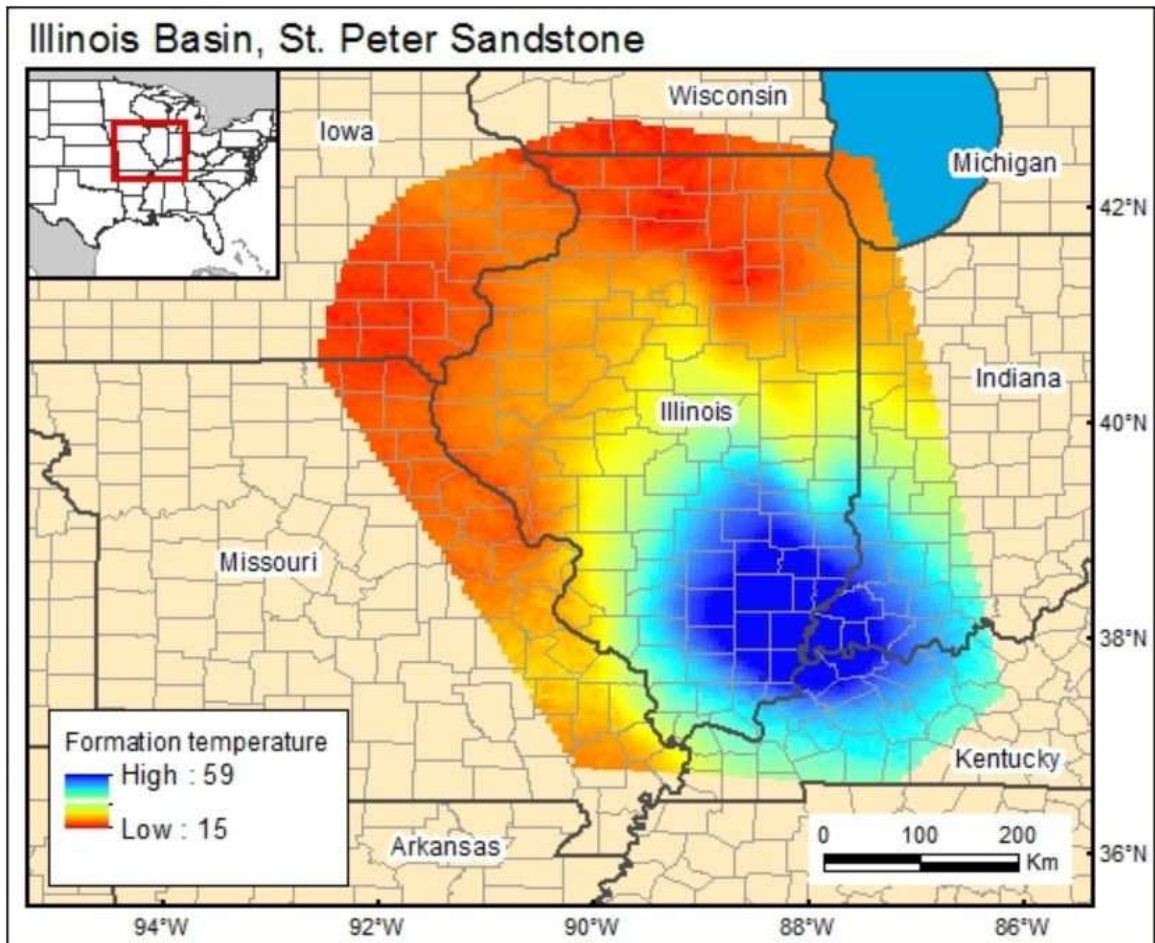 Illinois Basin, St. Peter Sandstone
Wisconsin
Iowa
Michigan
42°N
Indiana
Illinois
40°N
Missouri
38°N
Formation temperature
High : 59
Low : 15
Kentucky
Arkansas
0 100 200
Km
36°N
94°W 92°W 90°W 88°W 86°W